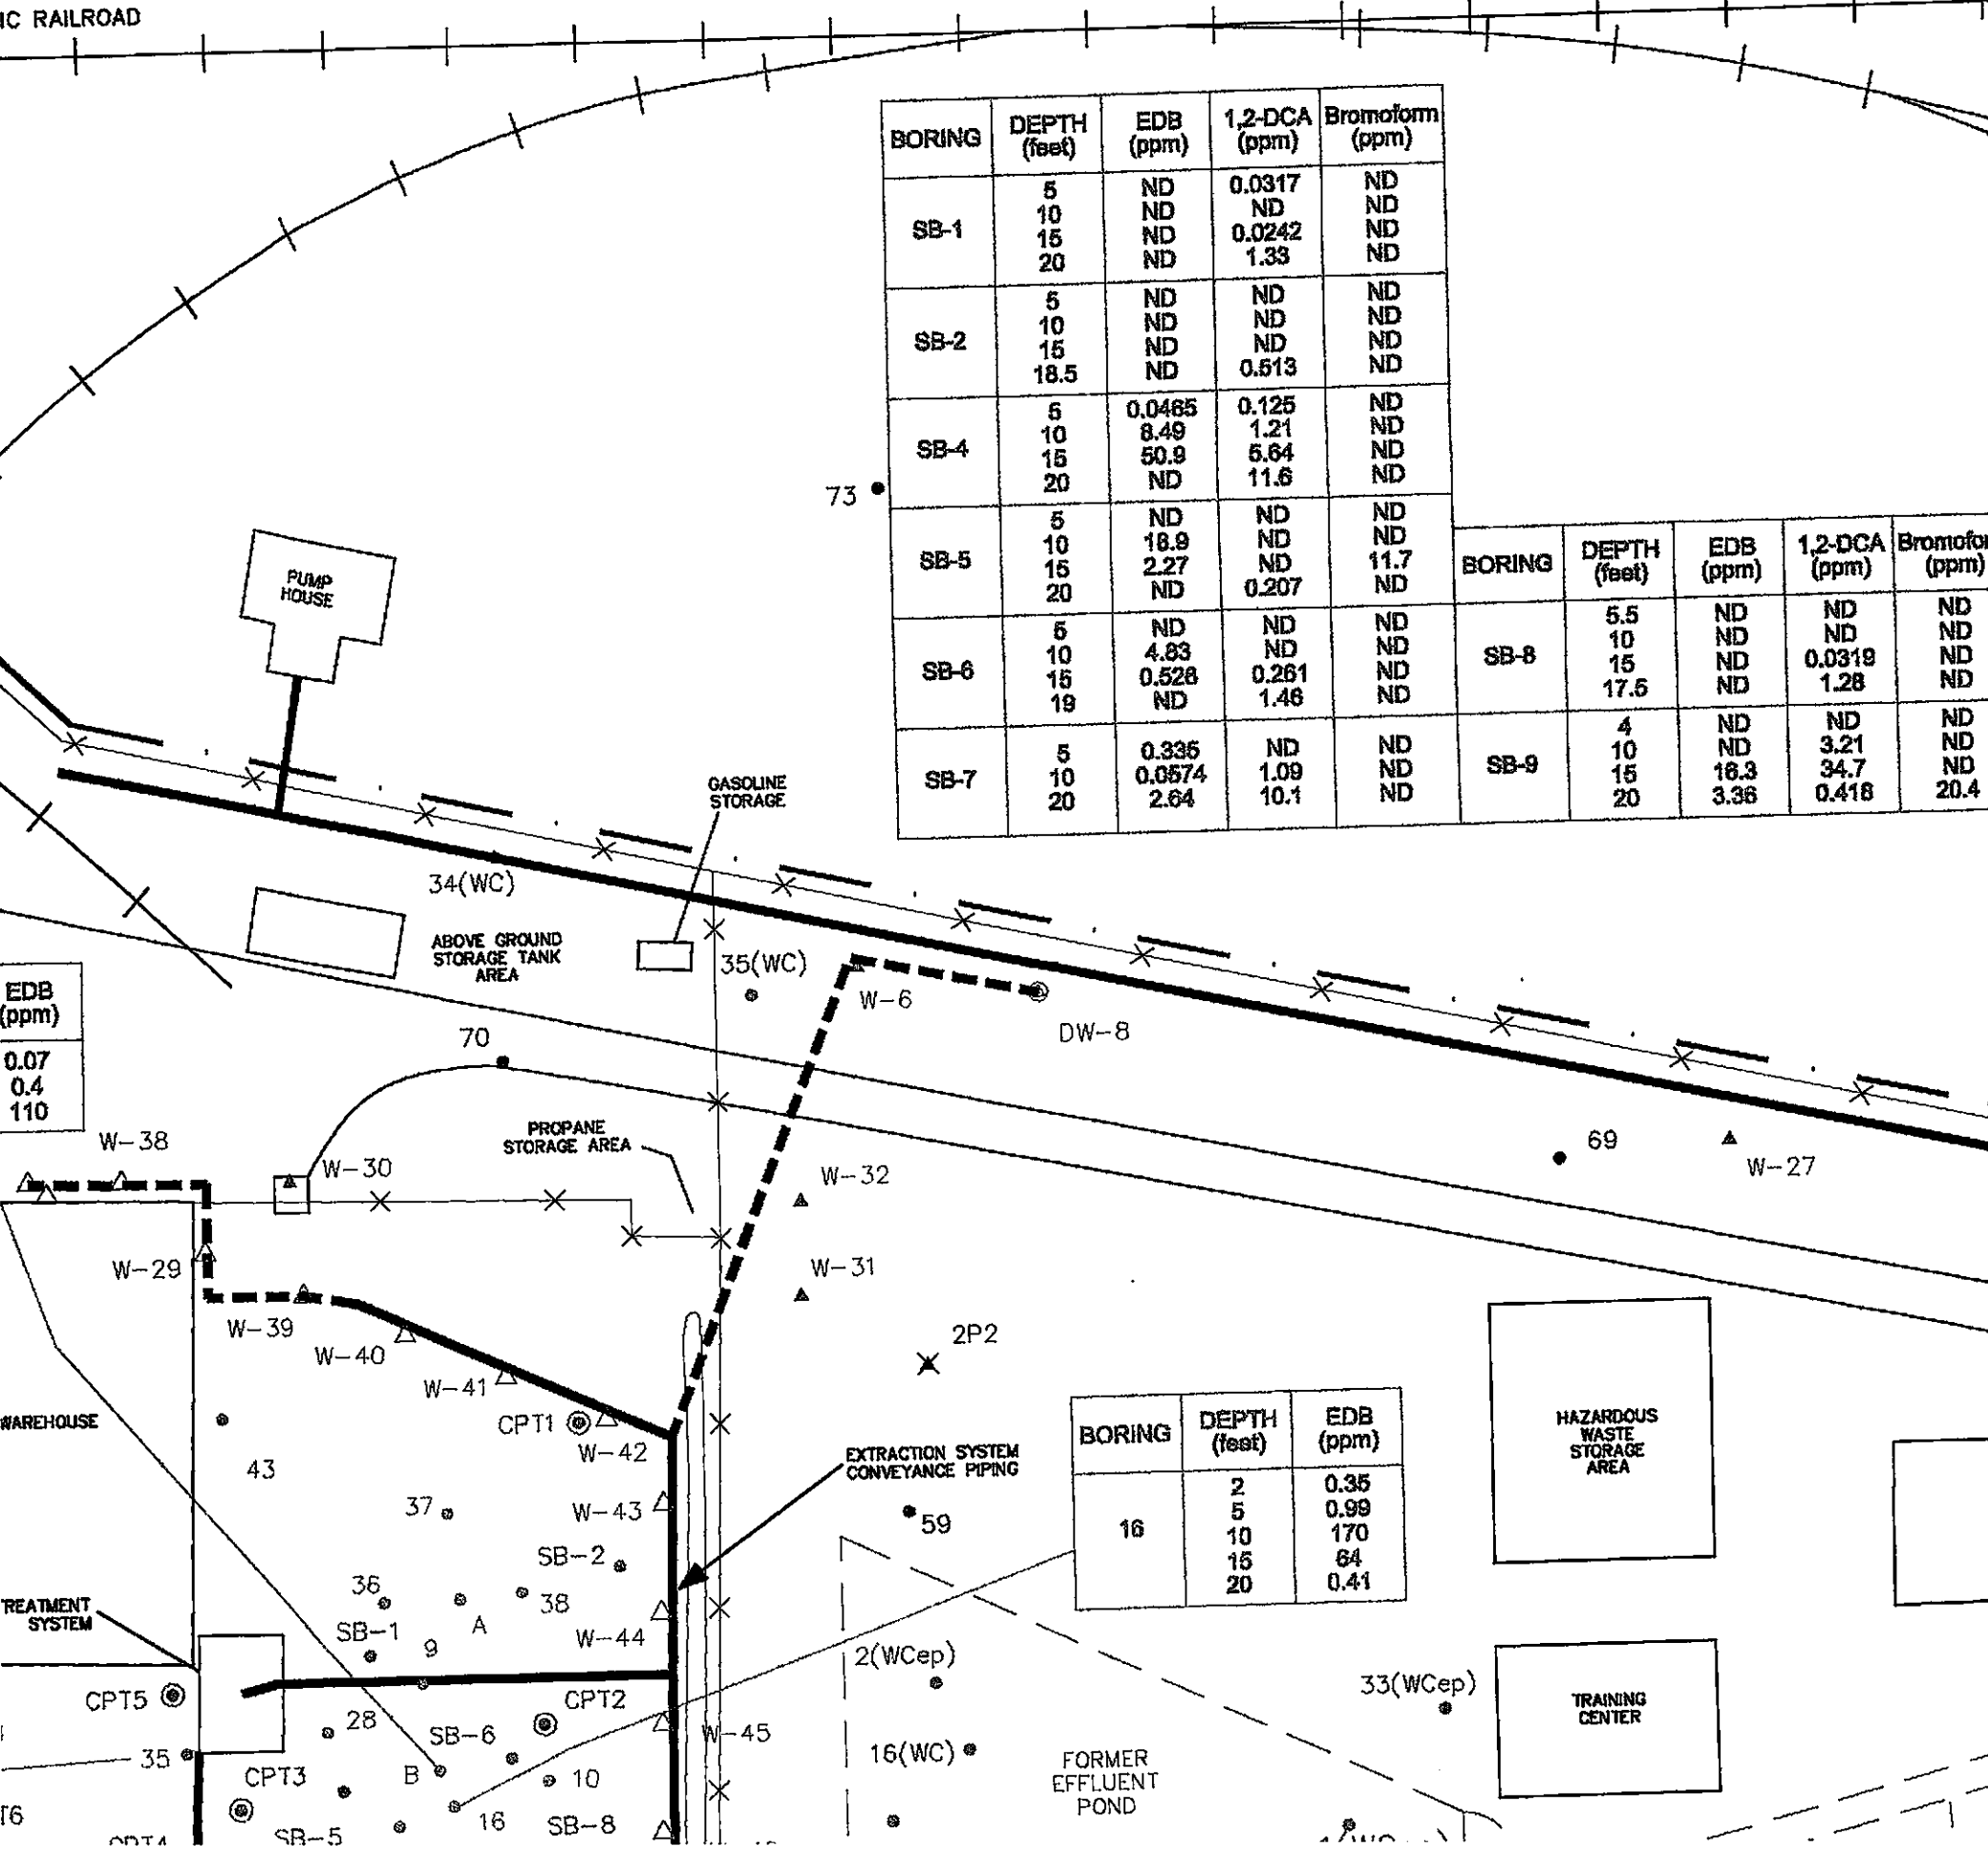 IC RAILROAD
BORING DEPTH (feet) EDB (ppm) 1,2-DCA (ppm) Bromoform (ppm)
SB-1
5 ND 0.0317 ND
10 ND ND ND
15 ND 0.0242 ND
20 ND 1.33 ND
SB-2
5 ND ND ND
10 ND ND ND
15 ND ND ND
18.5 ND 0.513 ND
SB-4
5 0.0465 0.125 ND
10 8.49 1.21 ND
15 50.9 5.64 ND
20 ND 11.6 ND
SB-5
5 ND ND ND
10 18.9 ND ND
15 2.27 ND 11.7
20 ND 0.207 ND
SB-6
5 ND ND ND
10 4.83 ND ND
15 0.528 0.261 ND
19 ND 1.46 ND
SB-7
5 0.335 ND ND
10 0.0574 1.09 ND
20 2.64 10.1 ND
BORING DEPTH (feet) EDB (ppm) 1,2-DCA (ppm) Bromofor (ppm)
SB-8
5.5 ND ND ND
10 ND ND ND
15 ND 0.0319 ND
17.5 ND 1.28 ND
SB-9
4 ND ND ND
10 ND 3.21 ND
15 16.3 34.7 ND
20 3.36 0.418 20.4
73
PUMP
HOUSE
GASOLINE
STORAGE
34(WC)
ABOVE GROUND
STORAGE TANK
AREA
35(WC)
W-6
DW-8
EDB
(ppm)
0.07
0.4
110
70
W-38
W-30
PROPANE
STORAGE AREA
W-32
69
W-27
W-29
W-31
W-39
W-40
2P2
W-41
CPT1
W-42
WAREHOUSE
43
EXTRACTION SYSTEM
CONVEYANCE PIPING
BORING DEPTH (feet) EDB (ppm)
16
2 0.35
5 0.99
10 170
15 64
20 0.41
HAZARDOUS
WASTE
STORAGE
AREA
37
W-43
59
SB-2
36
38
A
REATMENT
SYSTEM
SB-1
9
W-44
2(WCep)
33(WCep)
TRAINING
CENTER
CPT5
CPT2
28
SB-6
W-45
35
16(WC)
FORMER
EFFLUENT
POND
CPT3
B
10
T6
16
SB-5
SB-8
CPT4